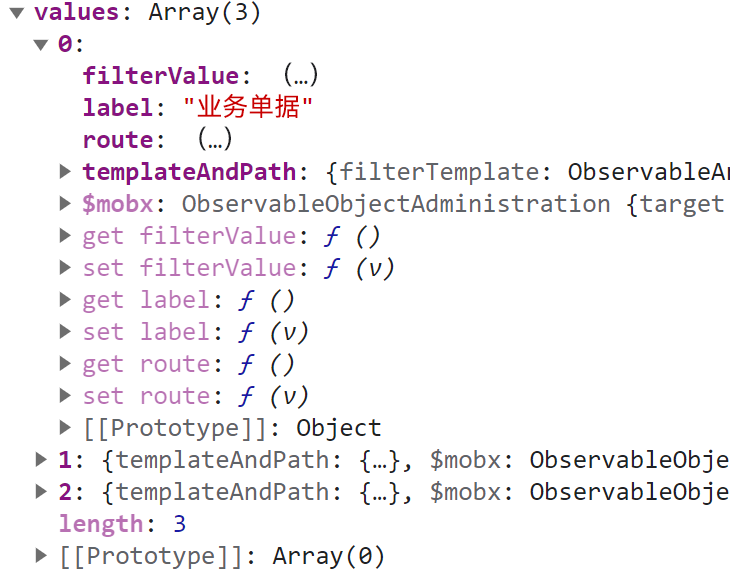 values: Array(3)
0:
filterValue: (…)
label: "业务单据"
route: (…)
templateAndPath: {filterTemplate: ObservableAr
$mobx: ObservableObjectAdministration {target
get filterValue: ƒ ()
set filterValue: ƒ (v)
get label: ƒ ()
set label: ƒ (v)
get route: ƒ ()
set route: ƒ (v)
[[Prototype]]: Object
1: {templateAndPath: {…}, $mobx: ObservableObje
2: {templateAndPath: {…}, $mobx: ObservableObje
length: 3
[[Prototype]]: Array(0)